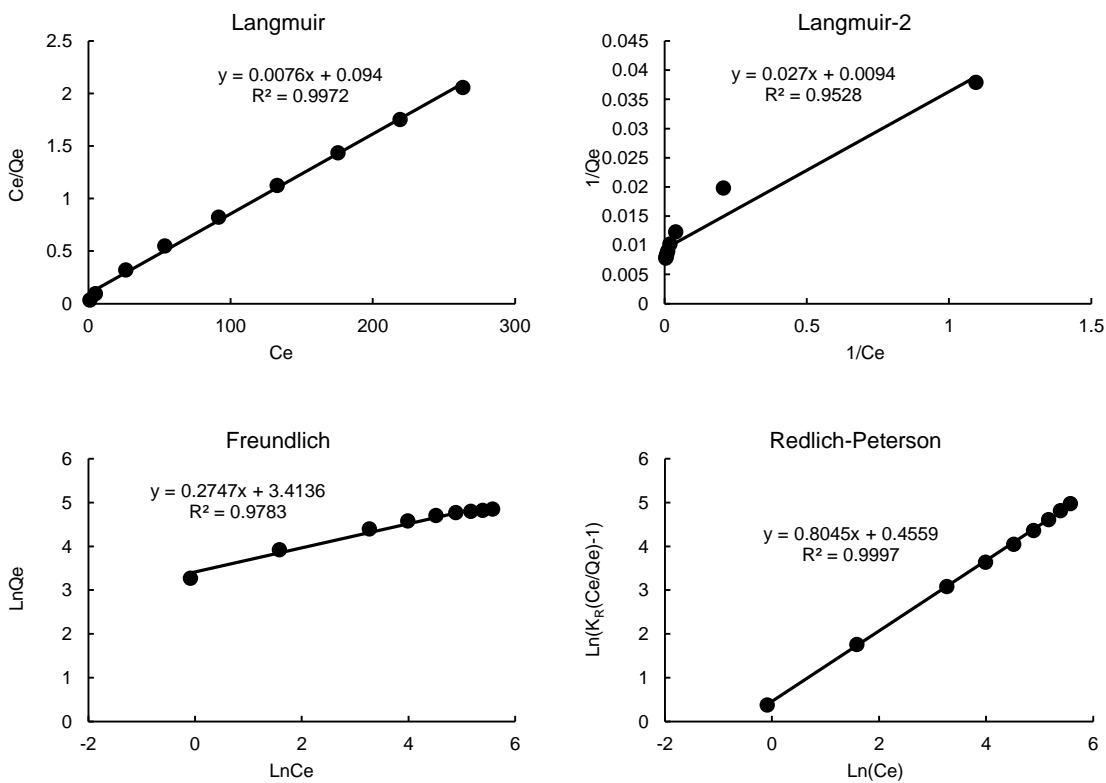 Langmuir
y = 0.0076x + 0.094
R² = 0.9972
2.5
2
1.5
1
0.5
0
0
100
200
300
Ce/Qe
Ce
Langmuir-2
y = 0.027x + 0.0094
R² = 0.9528
0.045
0.04
0.035
0.03
0.025
0.02
0.015
0.01
0.005
0
0
0.5
1
1.5
1/Qe
1/Ce
Freundlich
y = 0.2747x + 3.4136
R² = 0.9783
6
5
4
3
2
1
0
-2
0
2
4
6
LnQe
LnCe
Redlich-Peterson
y = 0.8045x + 0.4559
R² = 0.9997
6
5
4
3
2
1
0
-2
0
2
4
6
Ln(K_R(Ce/Qe)-1)
Ln(Ce)